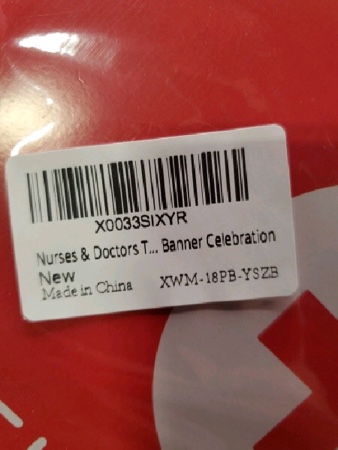 X0033SIXYR
Nurses & Doctors T... Banner Celebration
New
Made in China XWM-18PB-YSZB